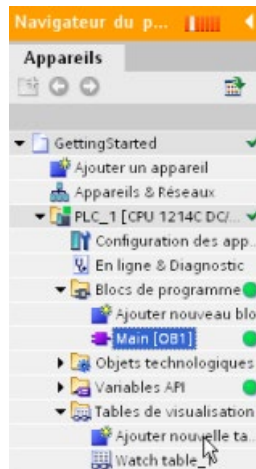 Navigateur du p...
Appareils
GettingStarted
Ajouter un appareil
Appareils & Réseaux
PLC_1 [CPU 1214C DC/...
Configuration des app..
En ligne & Diagnostic
Blocs de programme
Ajouter nouveau blo
Main [OB1]
Objets technologiques
Variables API
Tables de visualisation
Ajouter nouvelle ta..
Watch table_1